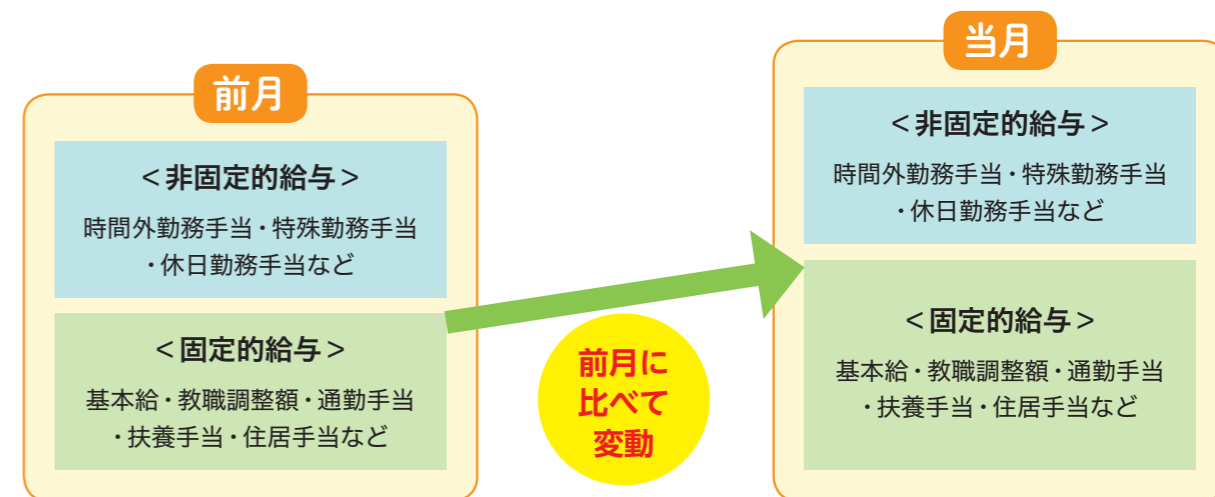 前月
<非固定的給与>
時間外勤務手当・特殊勤務手当
・休日勤務手当など
<固定的給与>
基本給・教職調整額・通勤手当
・扶養手当・住居手当など
前月に
比べて
変動
当月
<非固定的給与>
時間外勤務手当・特殊勤務手当
・休日勤務手当など
<固定的給与>
基本給・教職調整額・通勤手当
・扶養手当・住居手当など